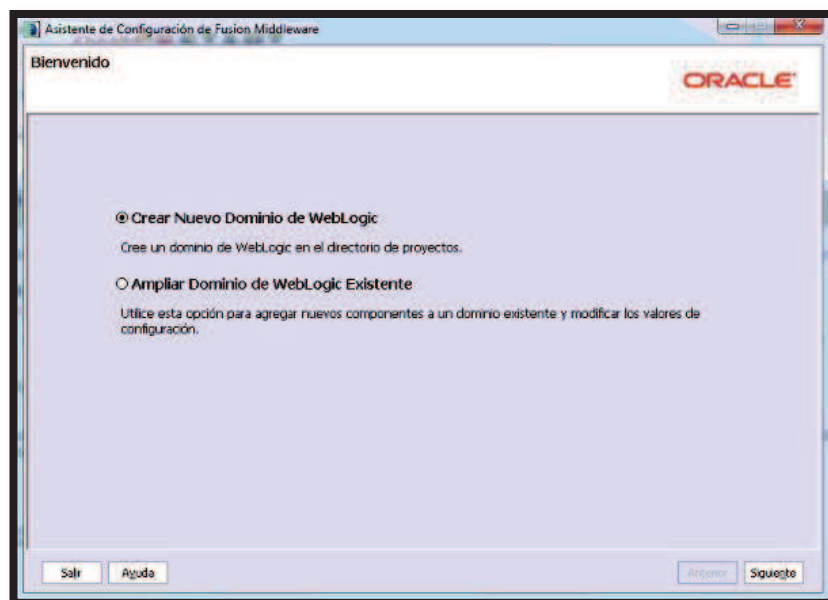 Asistente de Configuración de Fusion Middleware
Bienvenido
ORACLE
Crear Nuevo Dominio de WebLogic
Cree un dominio de WebLogic en el directorio de proyectos.
Ampliar Dominio de WebLogic Existente
Utilice esta opción para agregar nuevos componentes a un dominio existente y modificar los valores de
configuración.
Salir Ayuda Anterior Siguiente